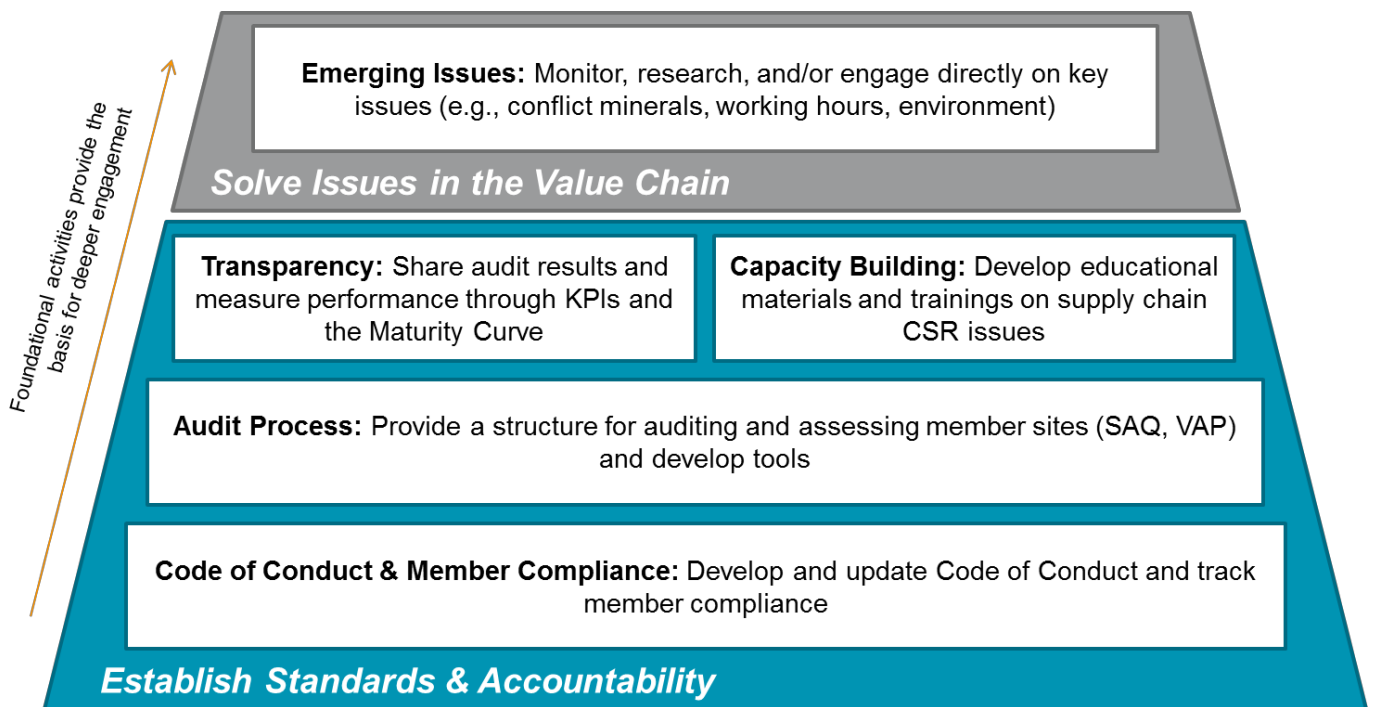 Emerging Issues: Monitor, research, and/or engage directly on key
issues (e.g., conflict minerals, working hours, environment)
Solve Issues in the Value Chain
Foundational activities provide the
basis for deeper engagement
Transparency: Share audit results and
measure performance through KPIs and
the Maturity Curve
Capacity Building: Develop educational
materials and trainings on supply chain
CSR issues
Audit Process: Provide a structure for auditing and assessing member sites (SAQ, VAP)
and develop tools
Code of Conduct & Member Compliance: Develop and update Code of Conduct and track
member compliance
Establish Standards & Accountability